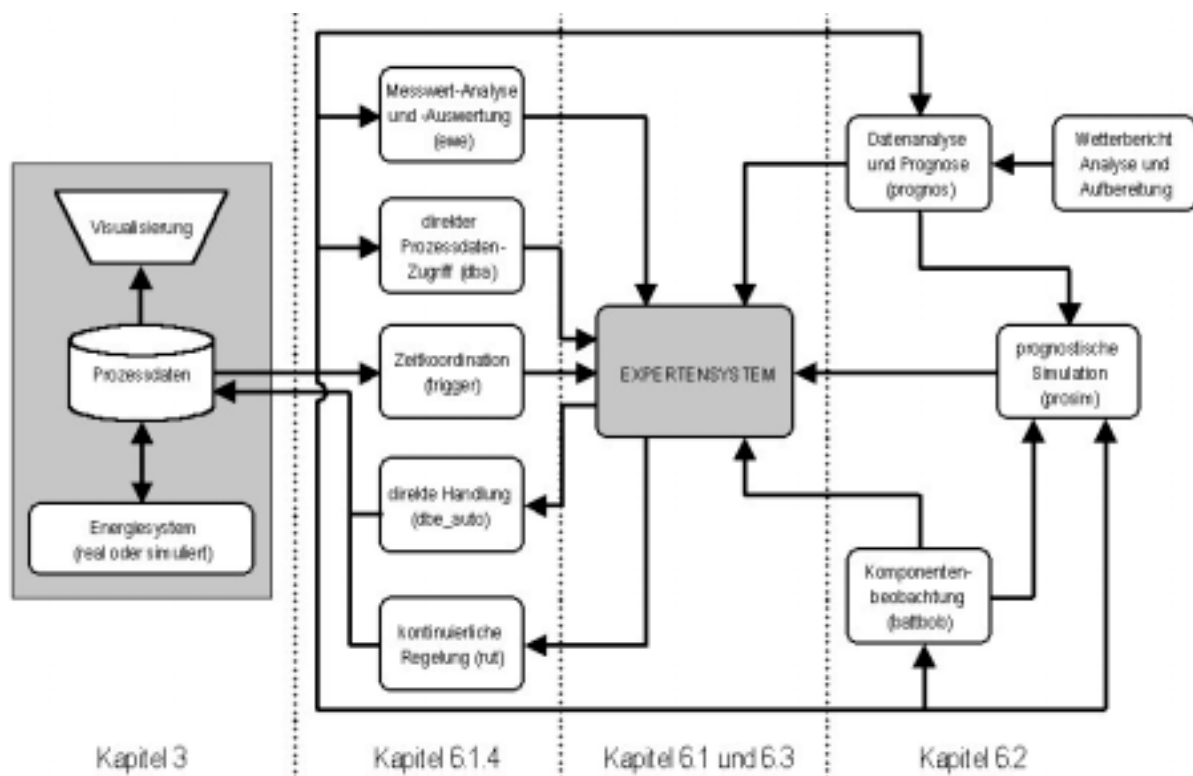 Messwert-Analyse
und -Auswertung
(ewe)
Datenanalyse
und Prognose
(prognos)
Wetterbericht
Analyse und
Aufbereitung
Visualisierung
direkter
Prozessdaten-
Zugriff (dba)
Prozessdaten
Zeitkoordination
(trigger)
EXPERTENSYSTEM
prognostische
Simulation
(prosim)
direkte Handlung
(dbe_auto)
Energiesystem
(real oder simuliert)
Komponenten-
beobachtung
(battbob)
kontinuierliche
Regelung (rut)
Kapitel 3
Kapitel 6.1.4
Kapitel 6.1 und 6.3
Kapitel 6.2